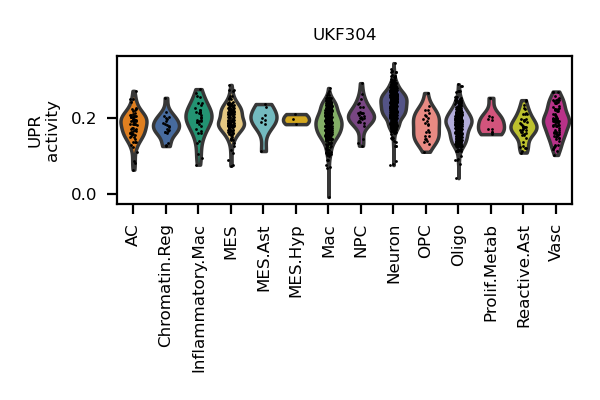 UKF304
UPR
activity
0.2
0.0
AC
Chromatin.Reg
Inflammatory.Mac
MES
MES.Ast
MES.Hyp
Mac
NPC
Neuron
OPC
Oligo
Prolif.Metab
Reactive.Ast
Vasc